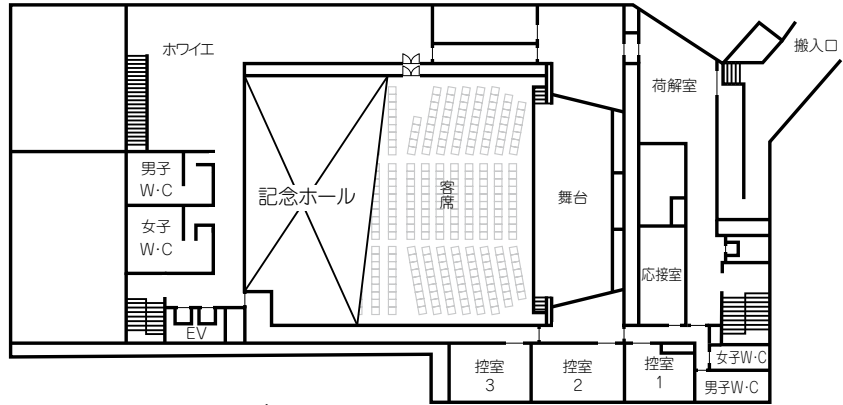 ホワイエ
搬入口
荷解室
男子
W･C
記念ホール
客席
舞台
女子
W･C
応接室
EV
控室
3
控室
2
控室
1
女子W･C
男子W･C